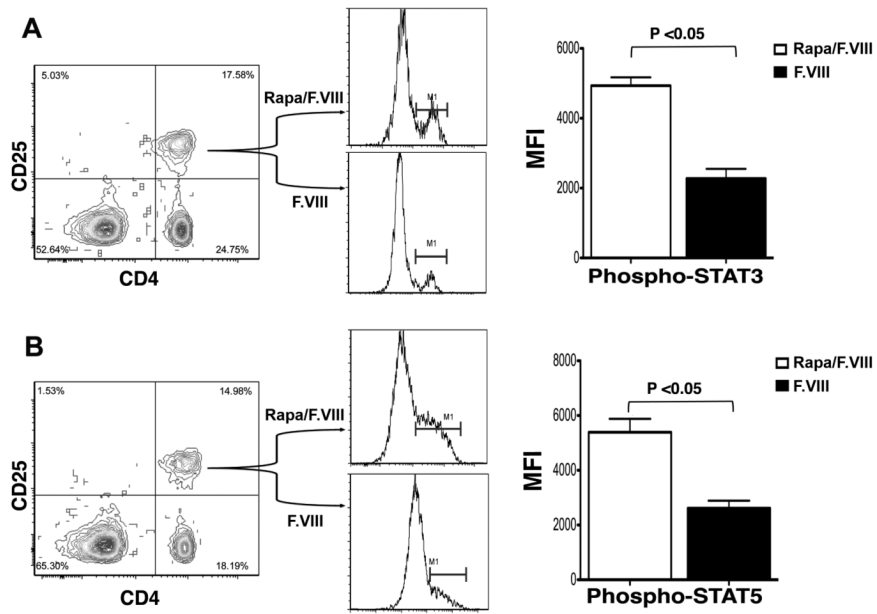 A
5.03%
17.58%
CD25
52.64%
24.75%
CD4
Rapa/F.VIII
F.VIII
M1
M1
P <0.05
Rapa/F.VIII
F.VIII
MFI
6000
4000
2000
0
Phospho-STAT3
B
1.53%
14.98%
CD25
65.30%
18.19%
CD4
Rapa/F.VIII
F.VIII
M1
M1
P <0.05
Rapa/F.VIII
F.VIII
MFI
8000
6000
4000
2000
0
Phospho-STAT5